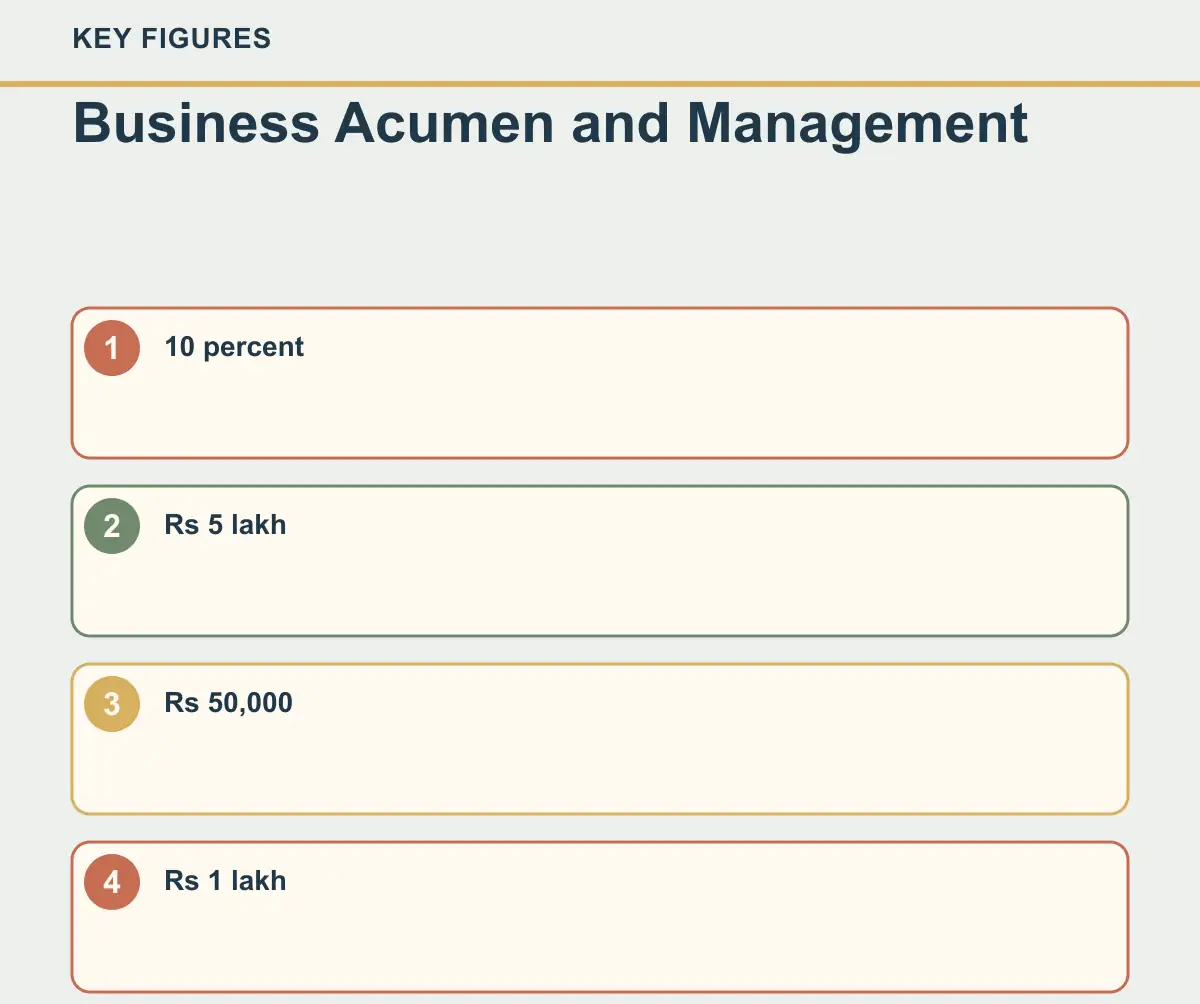 KEY FIGURES
Business Acumen and Management
1 10 percent
2 Rs 5 lakh
3 Rs 50,000
4 Rs 1 lakh